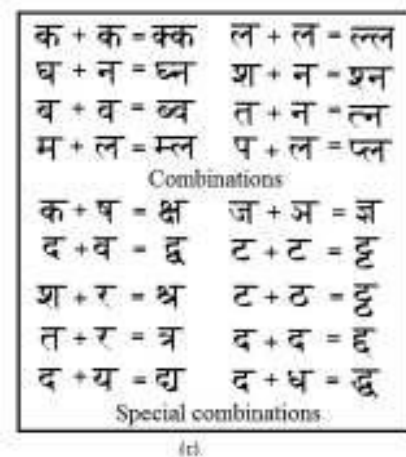 क + क = क्क ल + ल = ल्ल
घ + न = घ्न श + न = श्न
ब + व = ब्व त + न = त्न
म + ल = म्ल प + ल = प्ल
Combinations
क + ष = क्ष ज + ञ = ज्ञ
द + व = द्व ट + ट = ट्ट
श + र = श्र ट + ठ = ट्ठ
त + र = त्र द + द = द्द
द + य = द्य द + ध = द्ध
Special combinations
(c)